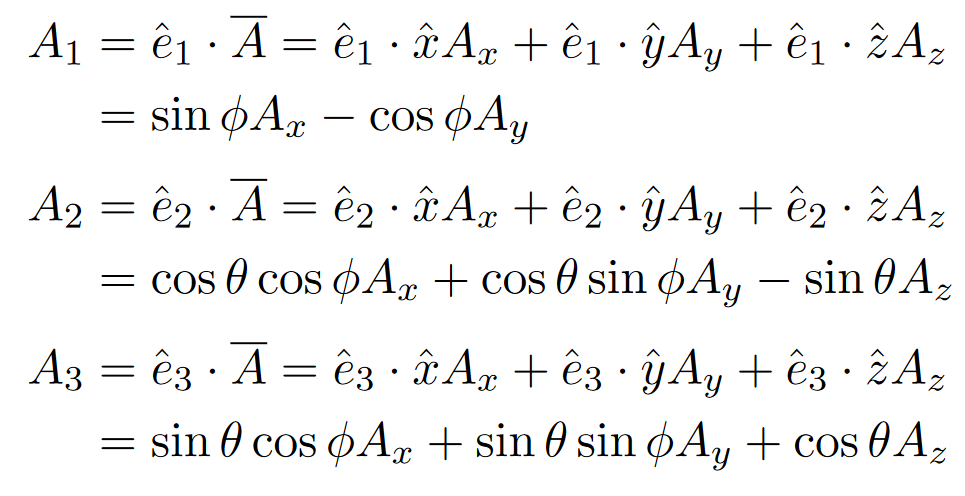 A₁ = ê₁ · A̅ = ê₁ · x̂Aₓ + ê₁ · ŷA_y + ê₁ · ẑA_z
= sin ϕAₓ − cos ϕA_y
A₂ = ê₂ · A̅ = ê₂ · x̂Aₓ + ê₂ · ŷA_y + ê₂ · ẑA_z
= cos θ cos ϕAₓ + cos θ sin ϕA_y − sin θA_z
A₃ = ê₃ · A̅ = ê₃ · x̂Aₓ + ê₃ · ŷA_y + ê₃ · ẑA_z
= sin θ cos ϕAₓ + sin θ sin ϕA_y + cos θA_z